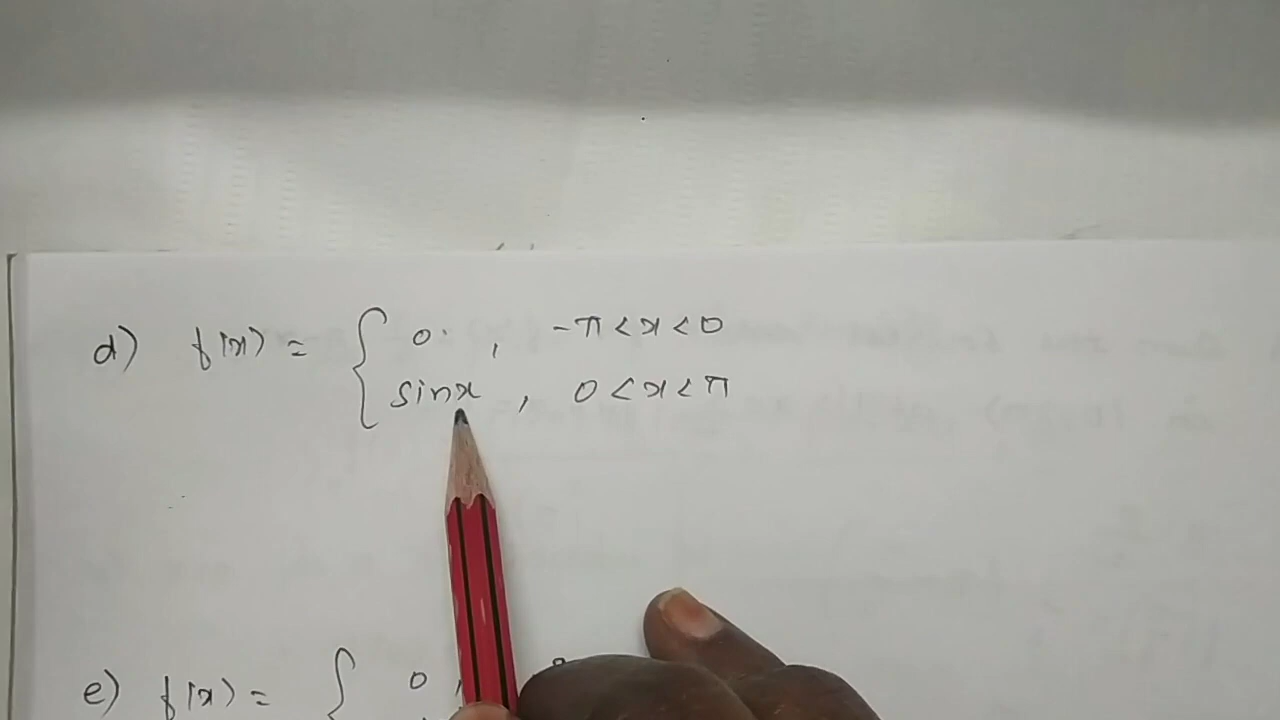 d) f(x) = { 0 , -π < x < 0
sinx , 0 < x < π
e) f(x) = { 0 ,